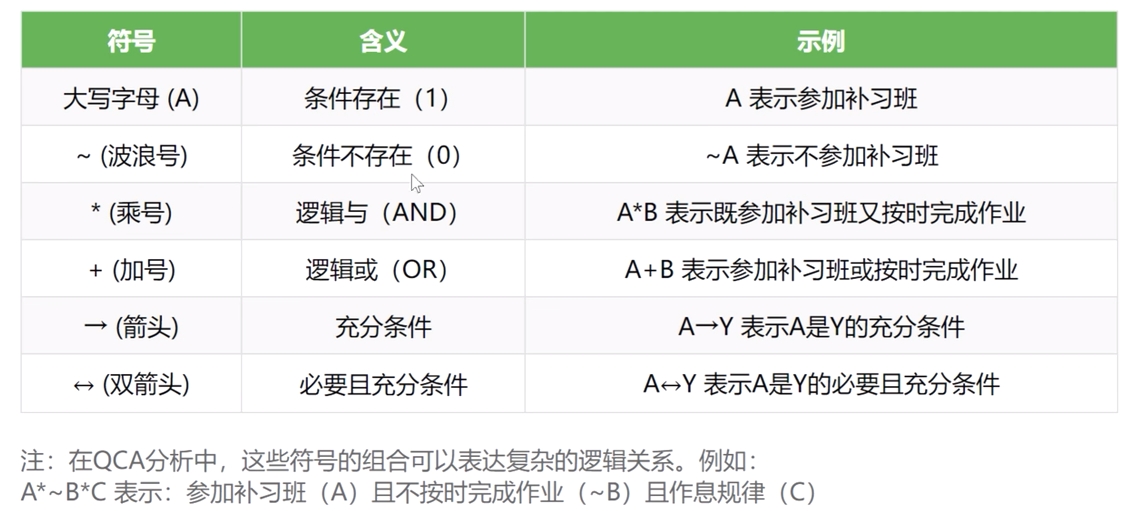 符号 含义 示例
大写字母 (A) 条件存在（1） A 表示参加补习班
~ (波浪号) 条件不存在（0） ~A 表示不参加补习班
* (乘号) 逻辑与（AND） A*B 表示既参加补习班又按时完成作业
+ (加号) 逻辑或（OR） A+B 表示参加补习班或按时完成作业
→ (箭头) 充分条件 A→Y 表示A是Y的充分条件
↔ (双箭头) 必要且充分条件 A↔Y 表示A是Y的必要且充分条件
注：在QCA分析中，这些符号的组合可以表达复杂的逻辑关系。例如：
A*~B*C 表示：参加补习班（A）且不按时完成作业（~B）且作息规律（C）